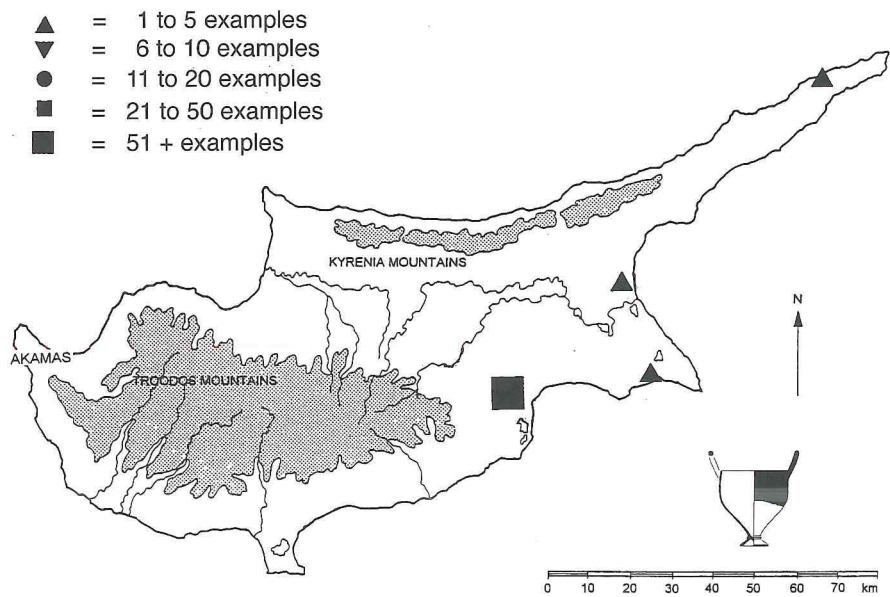 ▲ = 1 to 5 examples
▼ = 6 to 10 examples
● = 11 to 20 examples
■ = 21 to 50 examples
■ = 51 + examples
KYRENIA MOUNTAINS
N
AKAMAS
TROODOS MOUNTAINS
0 10 20 30 40 50 60 70 km